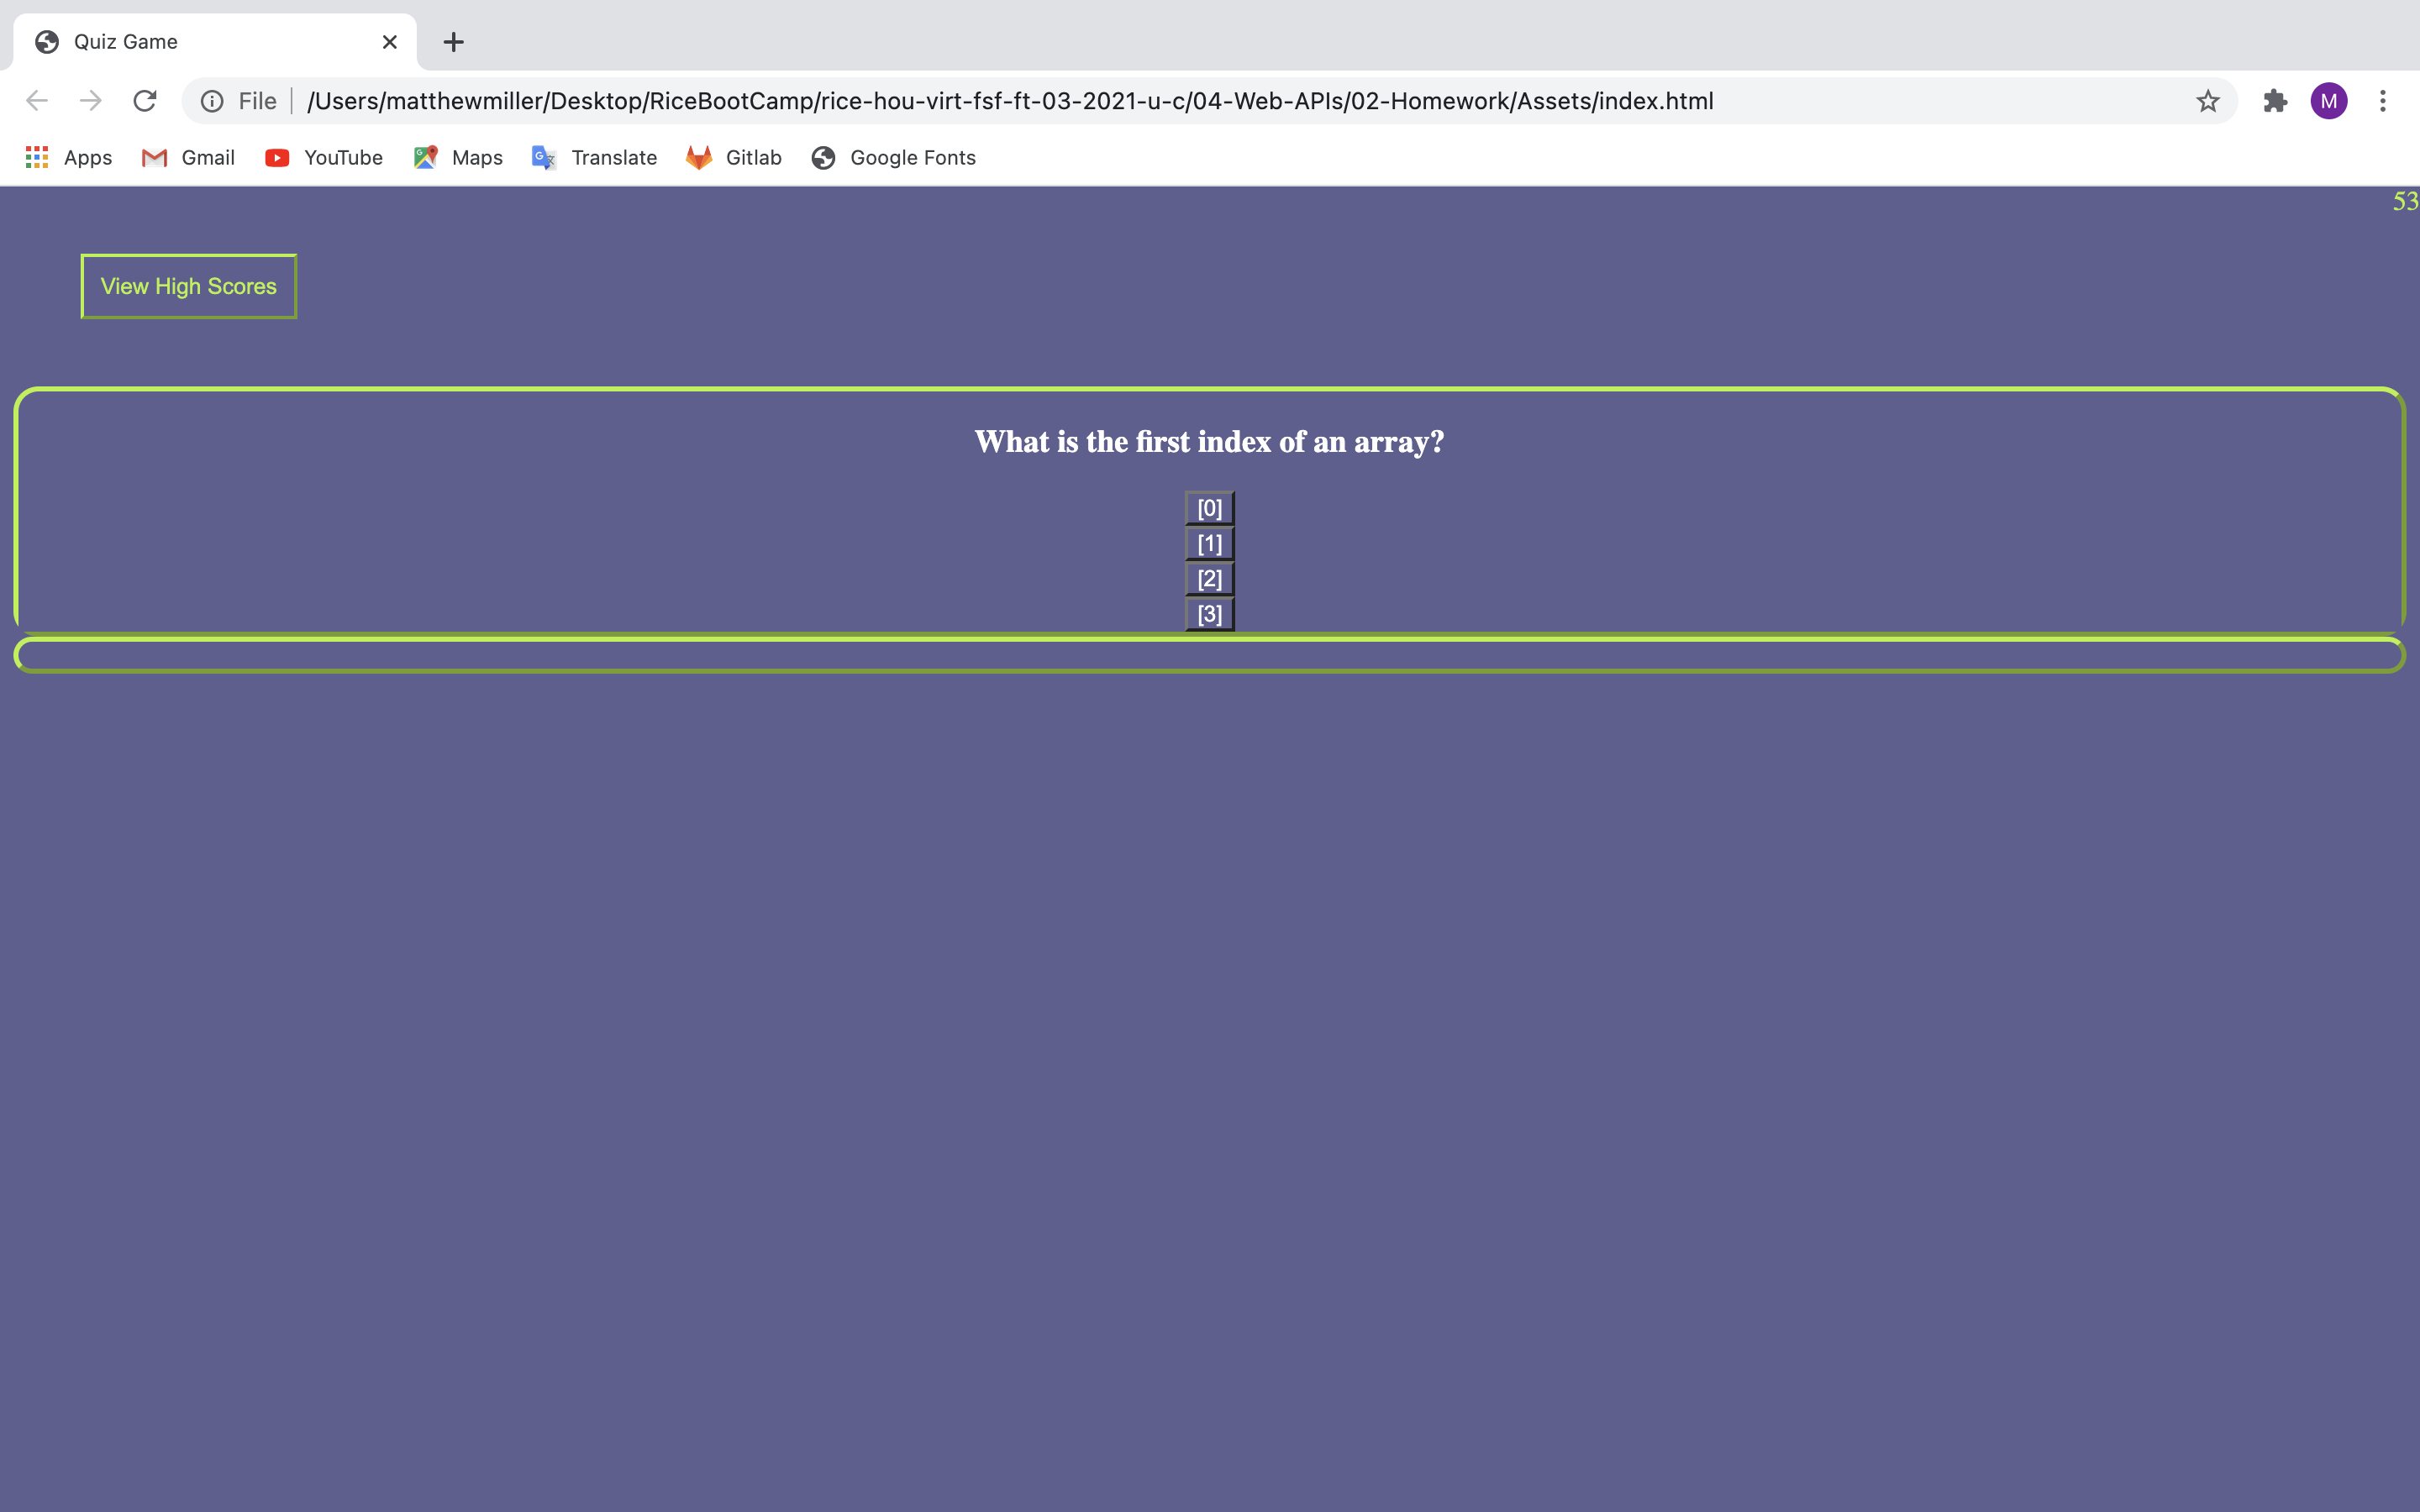 Quiz Game
File /Users/matthewmiller/Desktop/RiceBootCamp/rice-hou-virt-fsf-ft-03-2021-u-c/04-Web-APIs/02-Homework/Assets/index.html M
Apps Gmail YouTube Maps Translate Gitlab Google Fonts
53
View High Scores
What is the first index of an array?
[0]
[1]
[2]
[3]